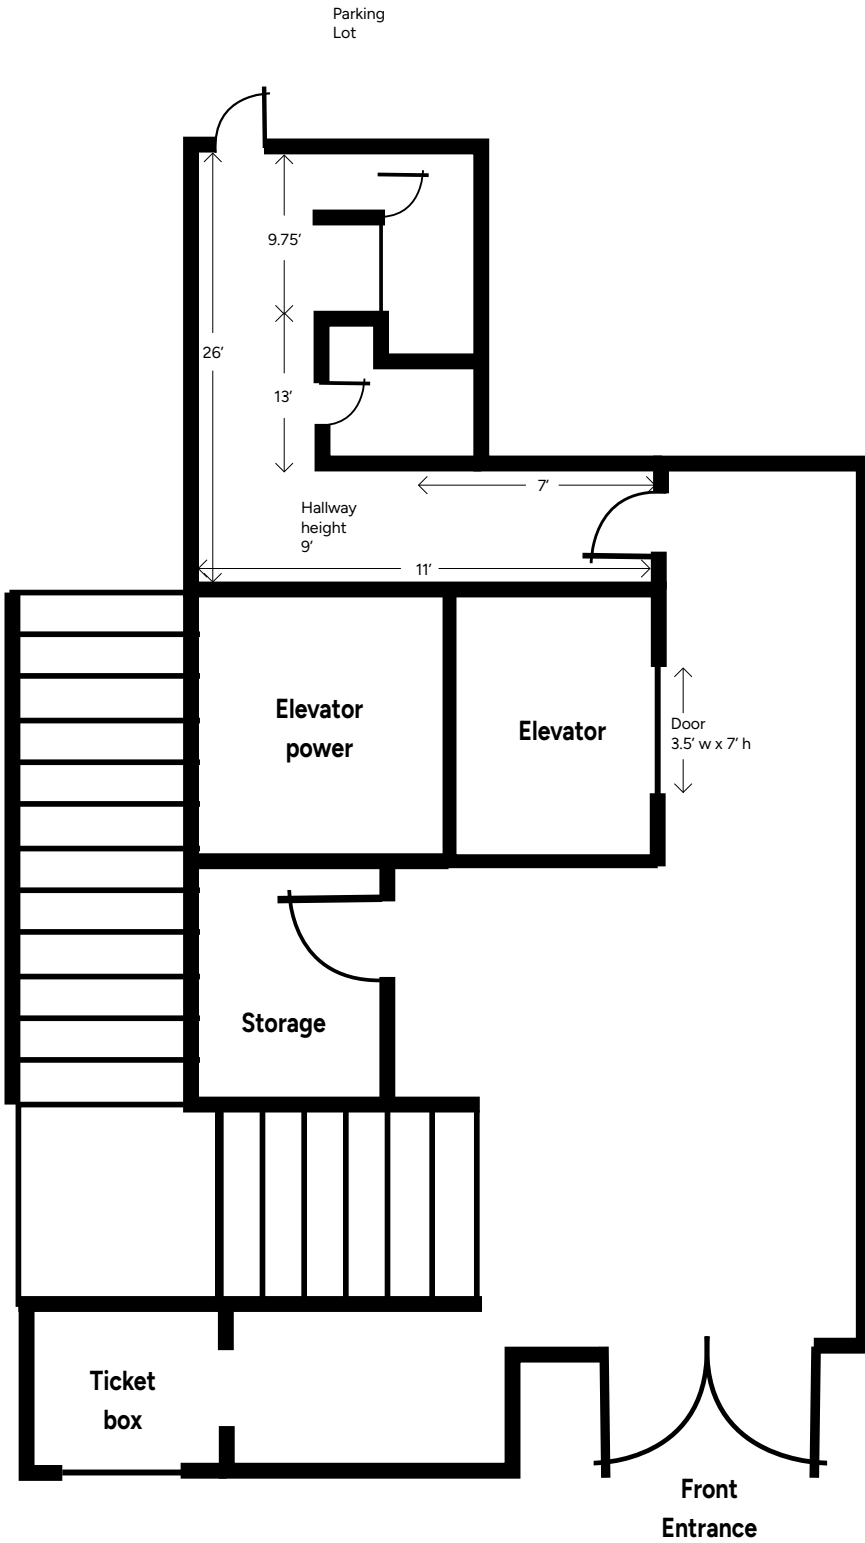 Parking
Lot
9.75’
26’
13’
7’
Hallway
height
9’
11’
Elevator
power
Elevator
Door
3.5’ w x 7’ h
Storage
Ticket
box
Front
Entrance